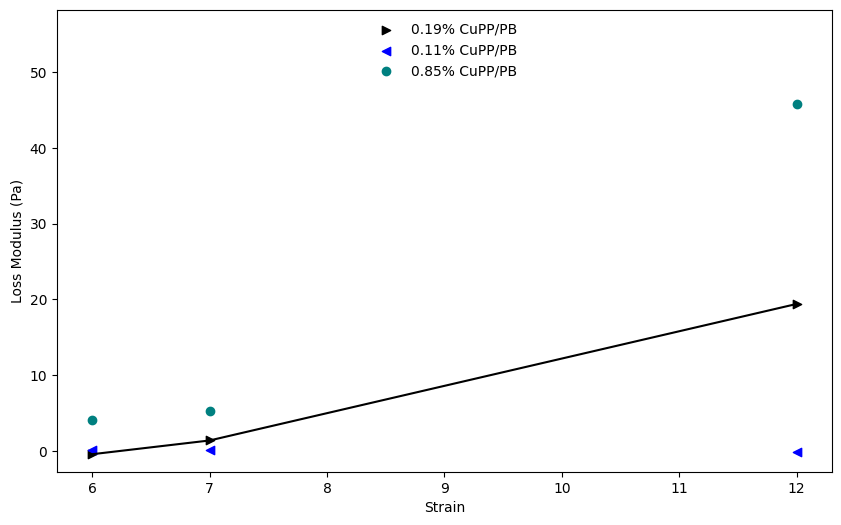 0.19% CuPP/PB
0.11% CuPP/PB
0.85% CuPP/PB
50
40
30
20
10
0
Loss Modulus (Pa)
6 7 8 9 10 11 12
Strain